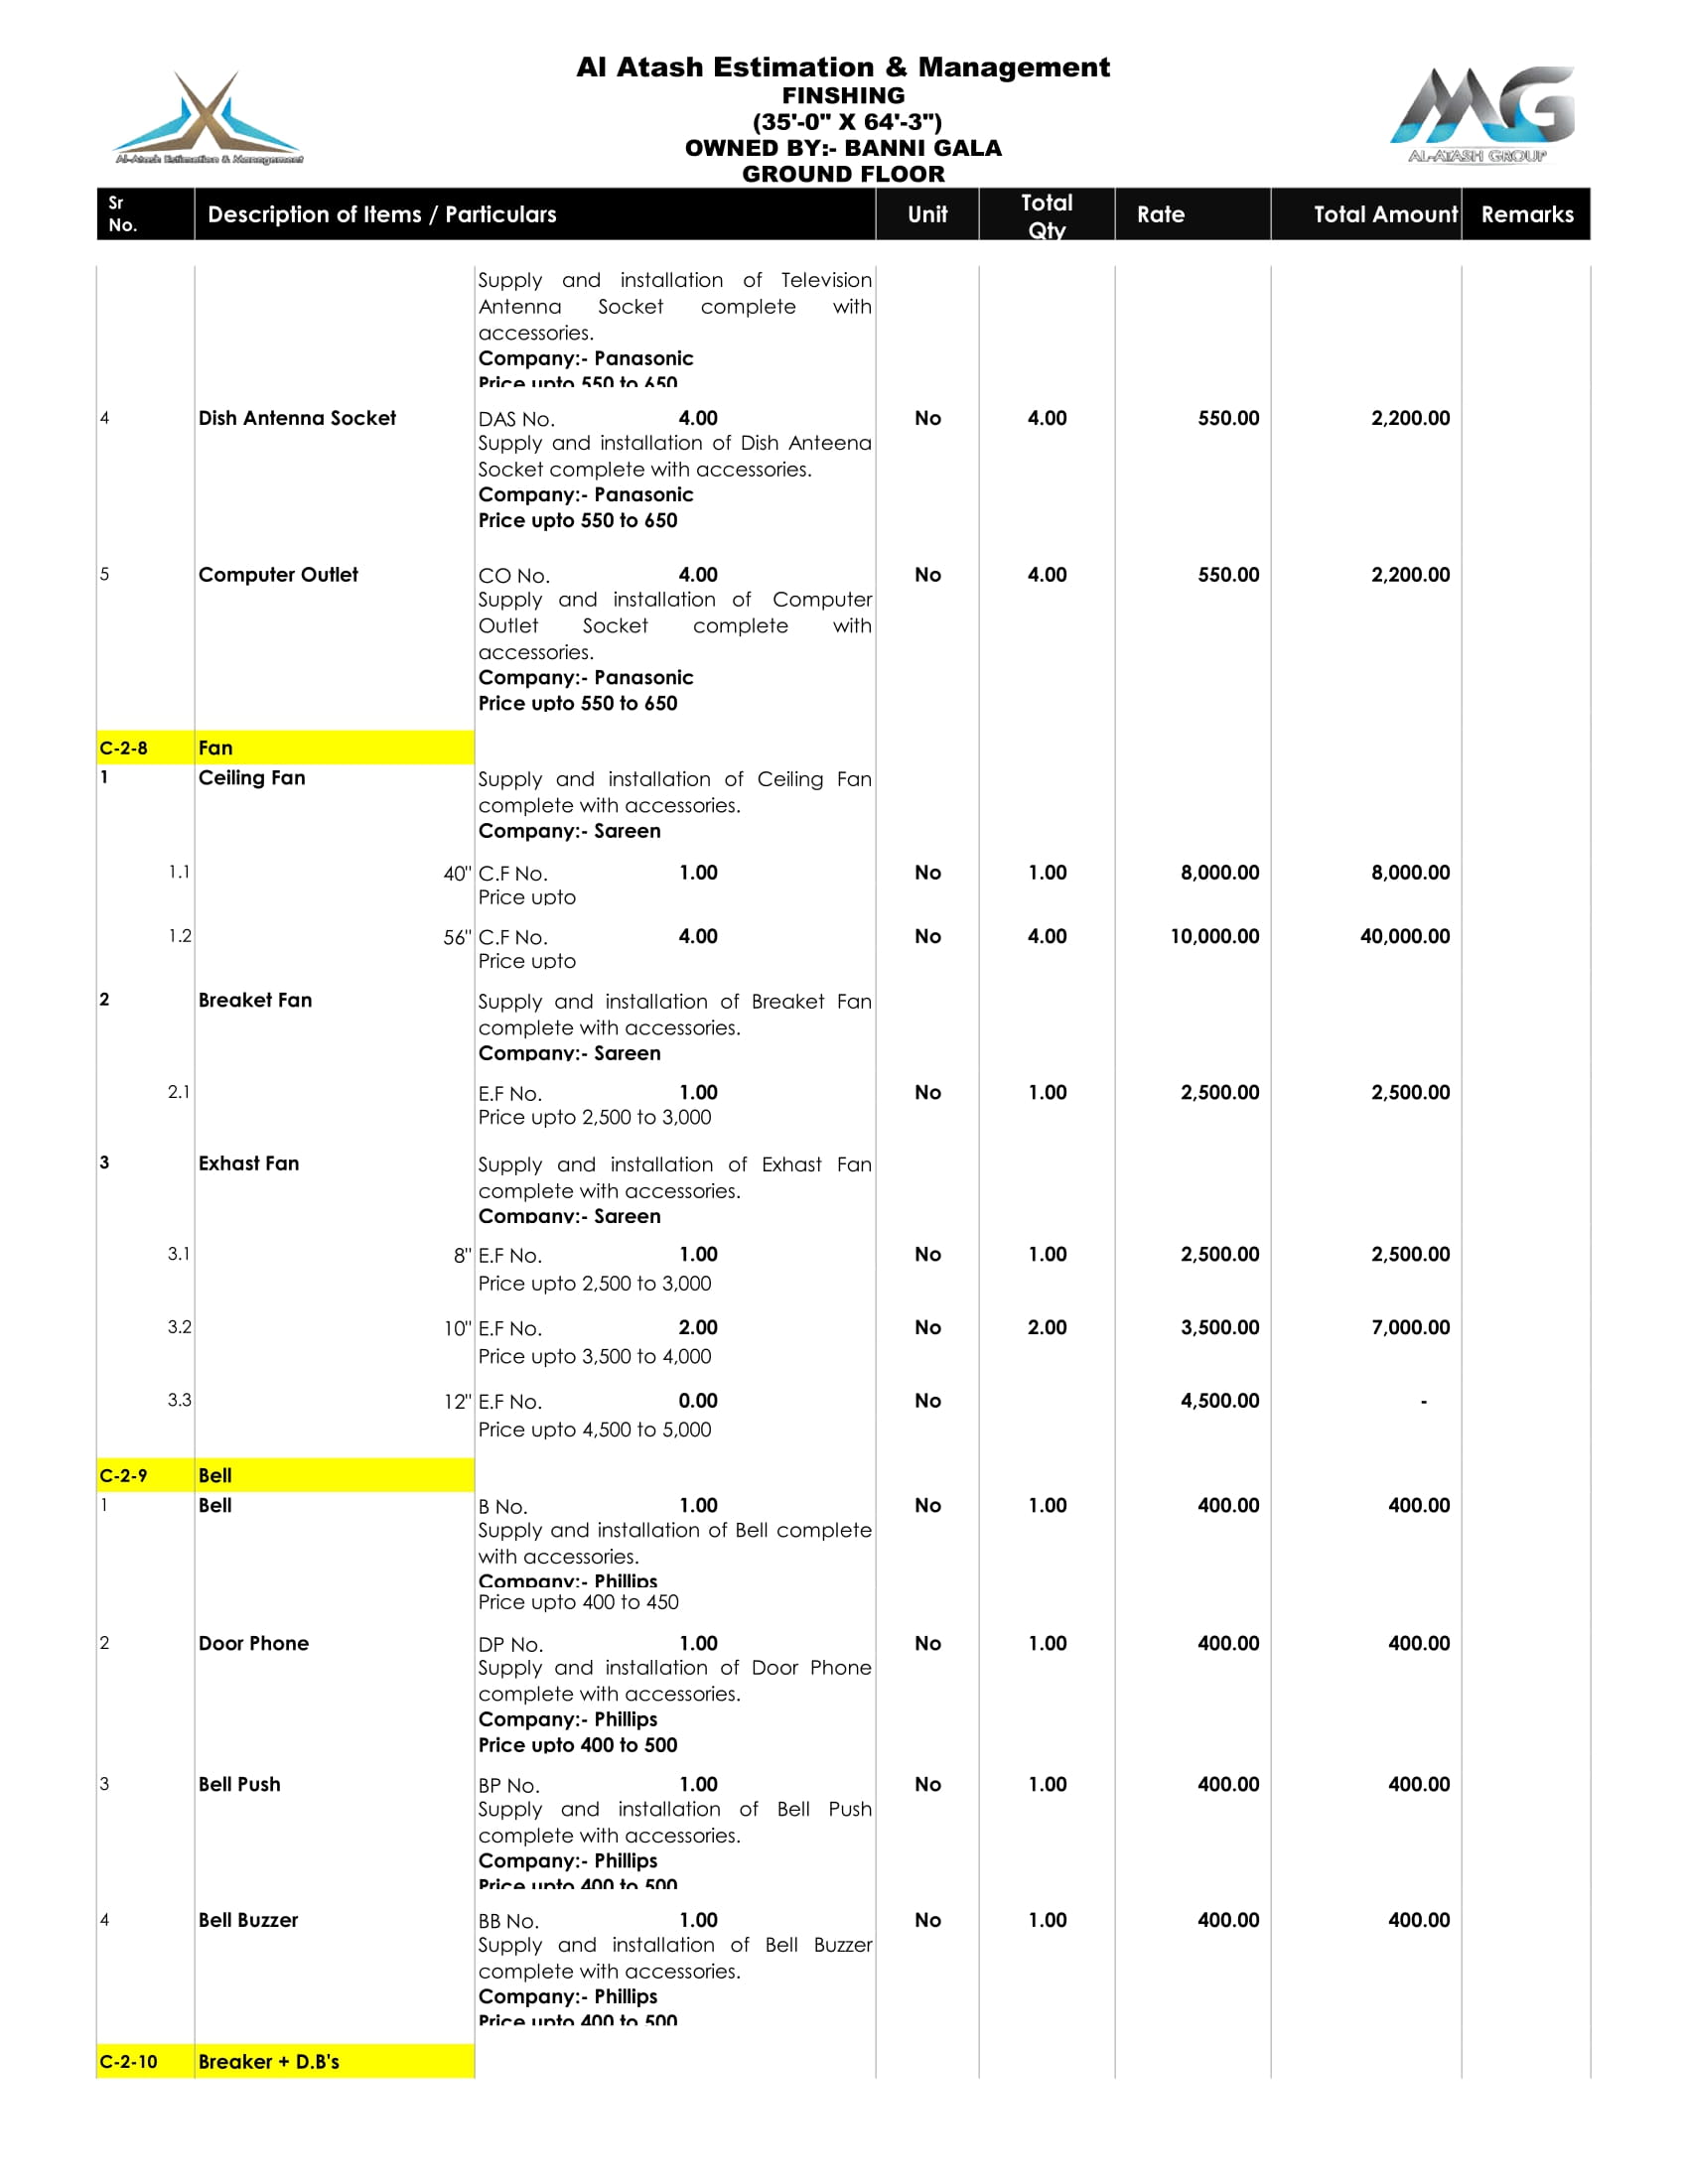 Al Atash Estimation & Management
FINSHING
(35'-0" X 64'-3")
OWNED BY:- BANNI GALA
GROUND FLOOR
Al-Atash Estimation & Management
MG
AL-ATASH GROUP
Sr No. Description of Items / Particulars Unit Total Qty Rate Total Amount Remarks
Supply and installation of Television
Antenna Socket complete with
accessories.
Company:- Panasonic
Price upto 550 to 650
4 Dish Antenna Socket DAS No. 4.00 No 4.00 550.00 2,200.00
Supply and installation of Dish Anteena
Socket complete with accessories.
Company:- Panasonic
Price upto 550 to 650
5 Computer Outlet CO No. 4.00 No 4.00 550.00 2,200.00
Supply and installation of Computer
Outlet Socket complete with
accessories.
Company:- Panasonic
Price upto 550 to 650
C-2-8 Fan
1 Ceiling Fan Supply and installation of Ceiling Fan
complete with accessories.
Company:- Sareen
1.1 40" C.F No. 1.00 No 1.00 8,000.00 8,000.00
Price upto
1.2 56" C.F No. 4.00 No 4.00 10,000.00 40,000.00
Price upto
2 Breaket Fan Supply and installation of Breaket Fan
complete with accessories.
Company:- Sareen
2.1 E.F No. 1.00 No 1.00 2,500.00 2,500.00
Price upto 2,500 to 3,000
3 Exhast Fan Supply and installation of Exhast Fan
complete with accessories.
Company:- Sareen
3.1 8" E.F No. 1.00 No 1.00 2,500.00 2,500.00
Price upto 2,500 to 3,000
3.2 10" E.F No. 2.00 No 2.00 3,500.00 7,000.00
Price upto 3,500 to 4,000
3.3 12" E.F No. 0.00 No 4,500.00 -
Price upto 4,500 to 5,000
C-2-9 Bell
1 Bell B No. 1.00 No 1.00 400.00 400.00
Supply and installation of Bell complete
with accessories.
Company:- Phillips
Price upto 400 to 450
2 Door Phone DP No. 1.00 No 1.00 400.00 400.00
Supply and installation of Door Phone
complete with accessories.
Company:- Phillips
Price upto 400 to 500
3 Bell Push BP No. 1.00 No 1.00 400.00 400.00
Supply and installation of Bell Push
complete with accessories.
Company:- Phillips
Price upto 400 to 500
4 Bell Buzzer BB No. 1.00 No 1.00 400.00 400.00
Supply and installation of Bell Buzzer
complete with accessories.
Company:- Phillips
Price upto 400 to 500
C-2-10 Breaker + D.B's